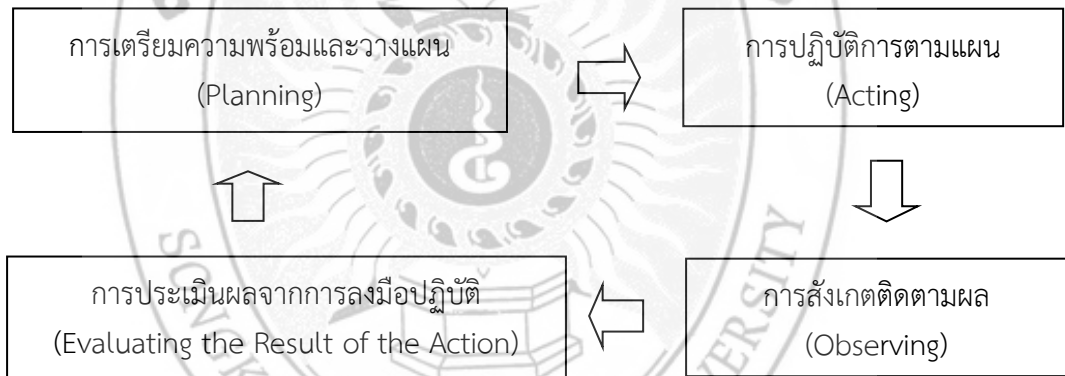 การเตรียมความพร้อมและวางแผน
(Planning)
การปฏิบัติการตามแผน
(Acting)
การประเมินผลจากการลงมือปฏิบัติ
(Evaluating the Result of the Action)
การสังเกตติดตามผล
(Observing)